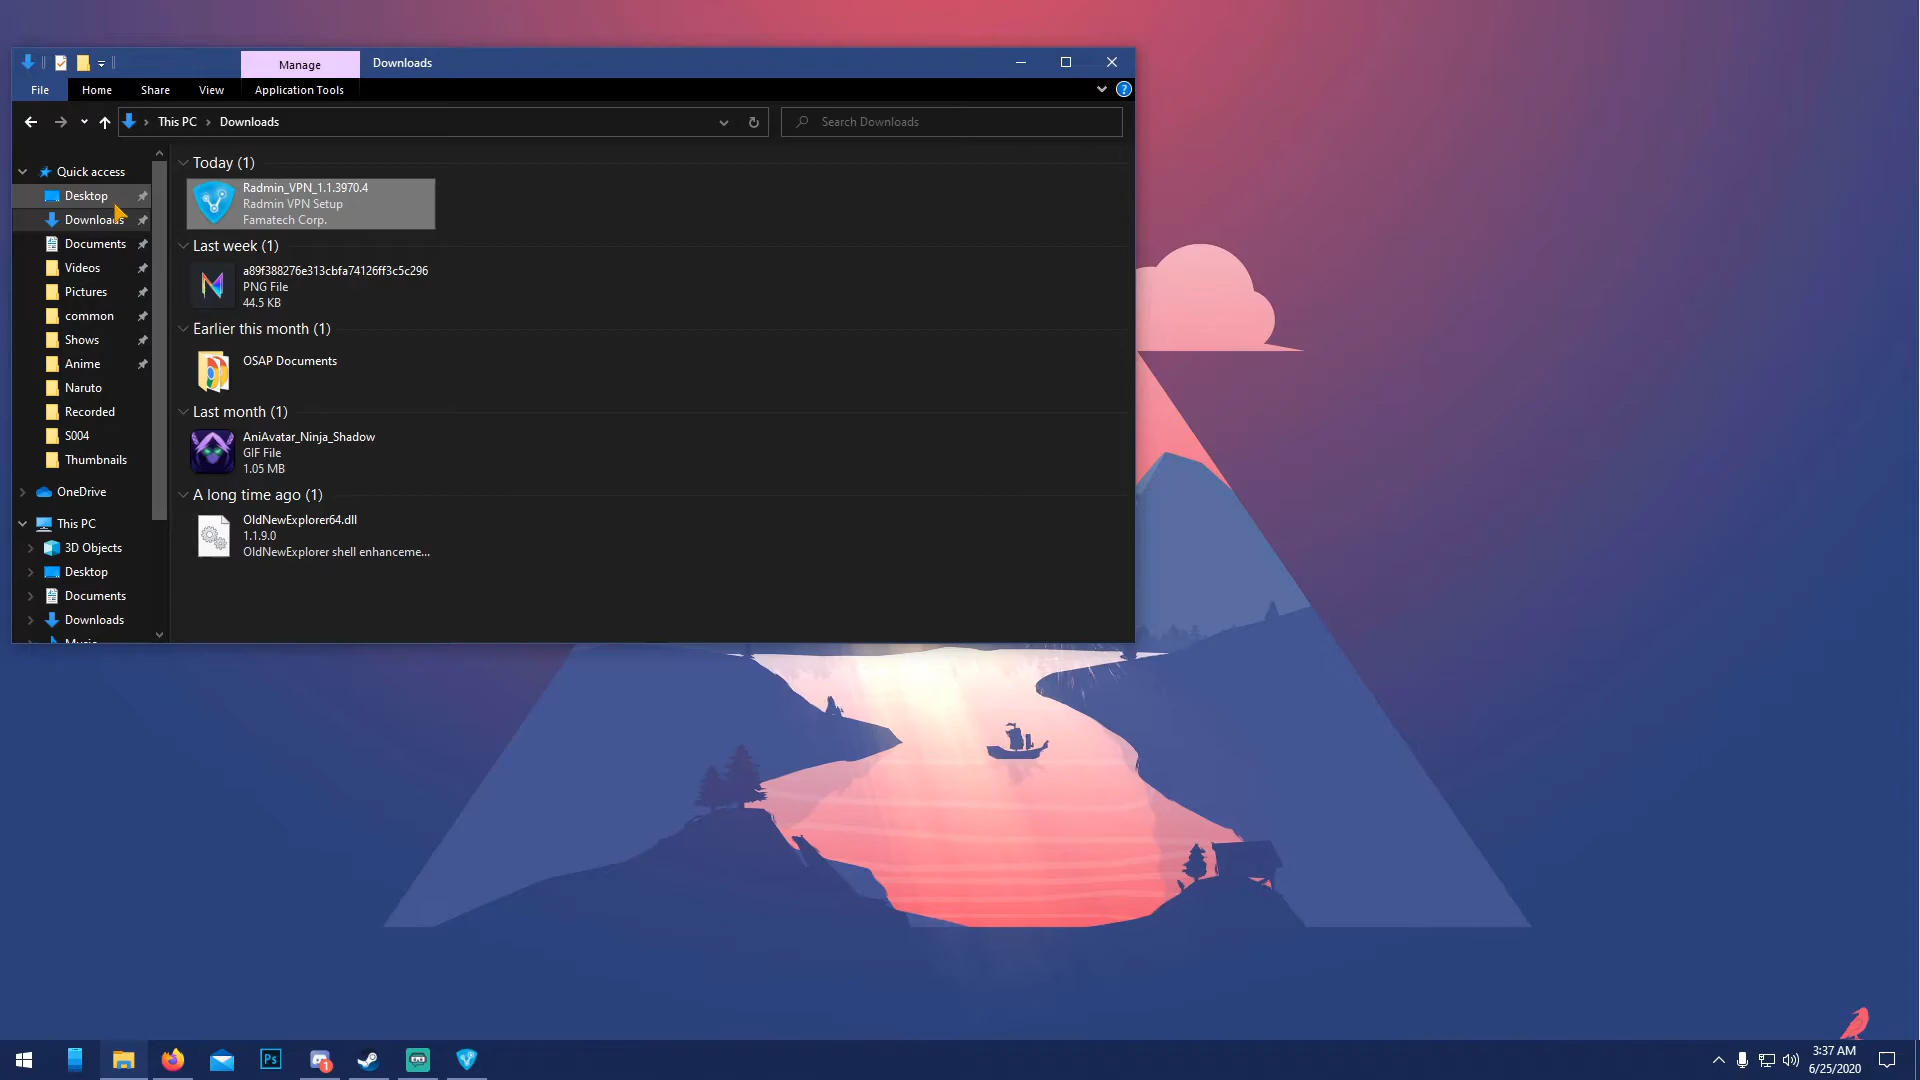 Manage
Downloads
File
Home
Share
View
Application Tools
?
This PC
Downloads
Search Downloads
Quick access
Desktop
Downloads
Documents
Videos
Pictures
common
Shows
Anime
Naruto
Recorded
S004
Thumbnails
OneDrive
This PC
3D Objects
Desktop
Documents
Downloads
Music
Today (1)
Radmin_VPN_1.1.3970.4
Radmin VPN Setup
Famatech Corp.
Last week (1)
a89f388276e313cbfa74126ff3c5c296
PNG File
44.5 KB
Earlier this month (1)
OSAP Documents
Last month (1)
AniAvatar_Ninja_Shadow
GIF File
1.05 MB
A long time ago (1)
OldNewExplorer64.dll
1.1.9.0
OldNewExplorer shell enhanceme...
Ps
1
3:37 AM
6/25/2020